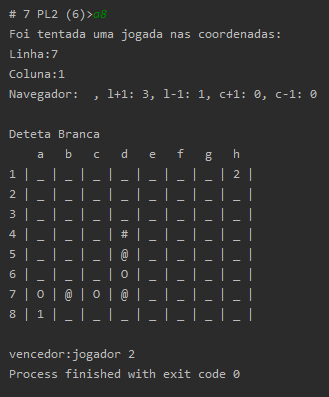 # 7 PL2 (6)>a8
Foi tentada uma jogada nas coordenadas:
Linha:7
Coluna:1
Navegador:  , l+1: 3, l-1: 1, c+1: 0, c-1: 0
Deteta Branca
a b c d e f g h
1 | _ | _ | _ | _ | _ | _ | _ | 2 |
2 | _ | _ | _ | _ | _ | _ | _ | _ |
3 | _ | _ | _ | _ | _ | _ | _ | _ |
4 | _ | _ | _ | # | _ | _ | _ | _ |
5 | _ | _ | _ | @ | _ | _ | _ | _ |
6 | _ | _ | _ | O | _ | _ | _ | _ |
7 | O | @ | O | @ | _ | _ | _ | _ |
8 | 1 | _ | _ | _ | _ | _ | _ | _ |
vencedor:jogador 2
Process finished with exit code 0